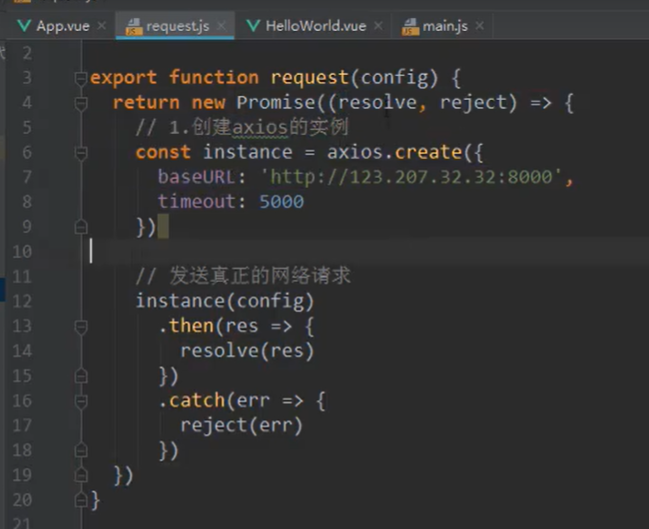 App.vue request.js HelloWorld.vue main.js
2
3 export function request(config) {
4 return new Promise((resolve, reject) => {
5 // 1.创建axios的实例
6 const instance = axios.create({
7 baseURL: 'http://123.207.32.32:8000',
8 timeout: 5000
9 })
10
11 // 发送真正的网络请求
12 instance(config)
13 .then(res => {
14 resolve(res)
15 })
16 .catch(err => {
17 reject(err)
18 })
19 })
20 }
21